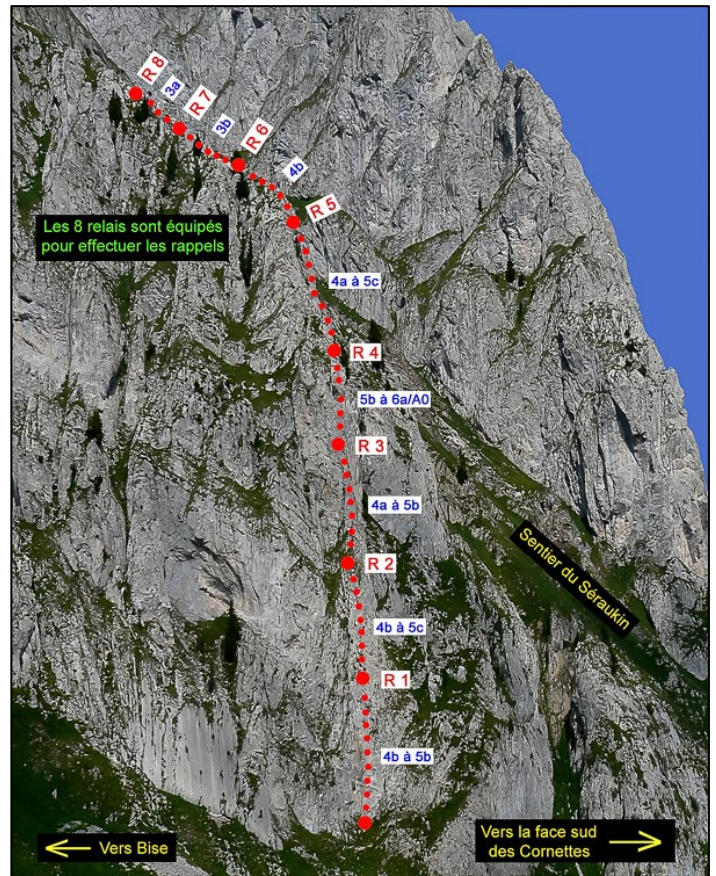 R 8
3a
R 7
3b
R 6
4b
R 5
Les 8 relais sont équipés
pour effectuer les rappels
4a à 5c
R 4
5b à 6a/A0
R 3
4a à 5b
Sentier du Séraukin
R 2
4b à 5c
R 1
4b à 5b
Vers Bise
Vers la face sud
des Cornettes